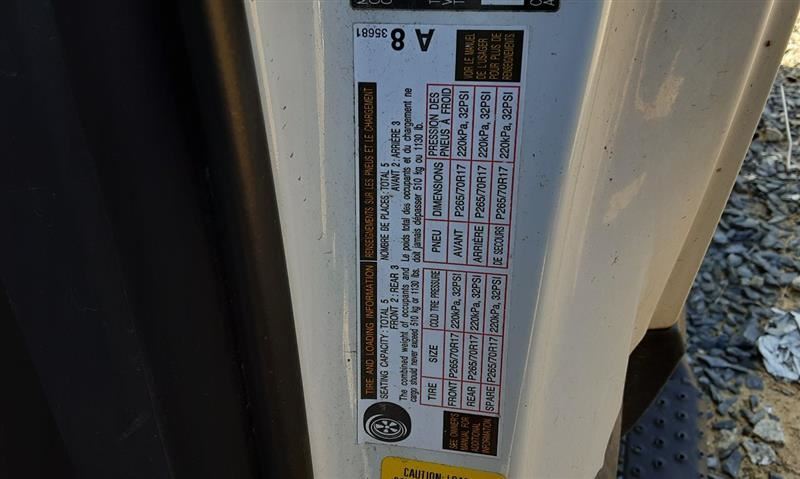 TIRE AND LOADING INFORMATION
RENSEIGNEMENTS SUR LES PNEUS ET LE CHARGEMENT
A 8
35681
SEATING CAPACITY: TOTAL 5
FRONT 2: REAR 3
NOMBRE DE PLACES: TOTAL 5
AVANT 2: ARRIÈRE 3
The combined weight of occupants and
cargo should never exceed 510 kg or 1130 lbs.
Le poids total des occupants et du chargement ne
doit jamais dépasser 510 kg ou 1130 lb.
TIRE SIZE COLD TIRE PRESSURE
FRONT P265/70R17 220kPa, 32PSI
REAR P265/70R17 220kPa, 32PSI
SPARE P265/70R17 220kPa, 32PSI
PNEU DIMENSIONS PRESSION DES
PNEUS À FROID
AVANT P265/70R17 220kPa, 32PSI
ARRIÈRE P265/70R17 220kPa, 32PSI
DE SECOURS P265/70R17 220kPa, 32PSI
SEE OWNER'S
MANUAL FOR
ADDITIONAL
INFORMATION
VOIR LE MANUEL
DE L'USAGER
POUR PLUS DE
RENSEIGNEMENTS
CAUTION: